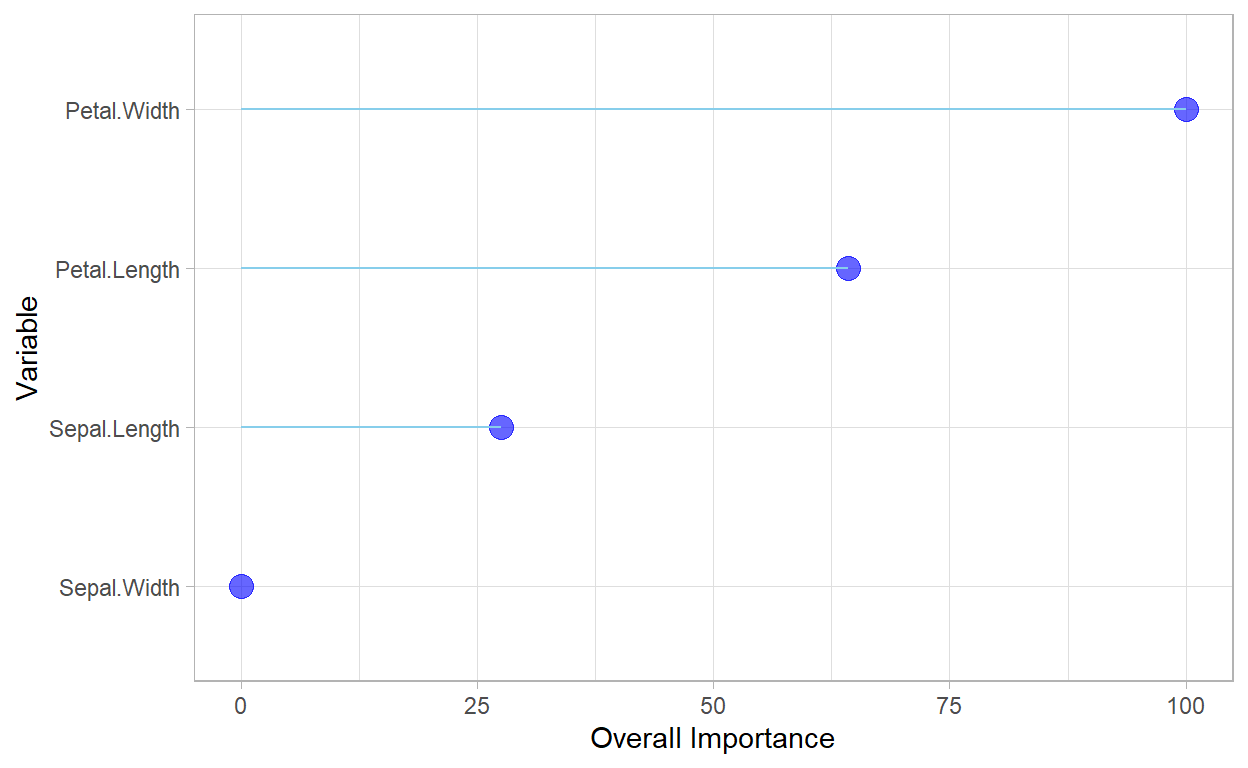 Petal.Width
Petal.Length
Sepal.Length
Sepal.Width
Variable
0 25 50 75 100
Overall Importance